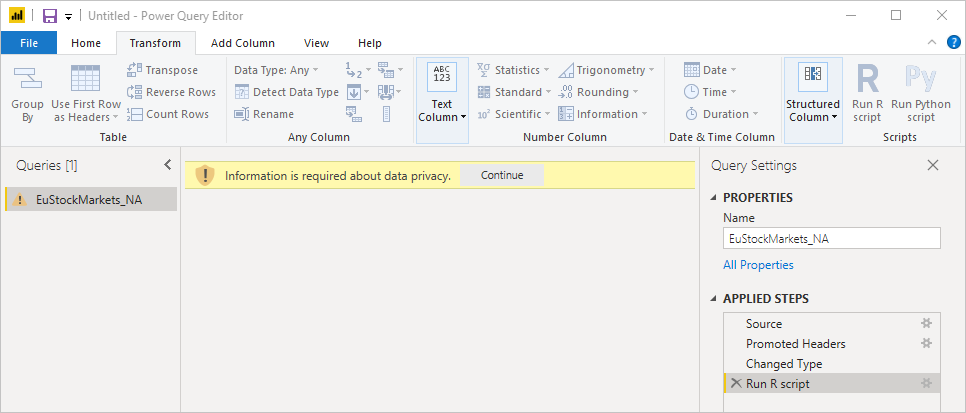 Untitled - Power Query Editor
File Home Transform Add Column View Help
Group By
Use First Row as Headers
Transpose
Reverse Rows
Count Rows
Table
Data Type: Any
Detect Data Type
Rename
1 2
Any Column
ABC 123
Text Column
Statistics
Standard
10² Scientific
Trigonometry
Rounding
Information
Number Column
Date
Time
Duration
Date & Time Column
Structured Column
R
Run R script
Py
Run Python script
Scripts
Queries [1]
EuStockMarkets_NA
Information is required about data privacy. Continue
Query Settings
PROPERTIES
Name
EuStockMarkets_NA
All Properties
APPLIED STEPS
Source
Promoted Headers
Changed Type
Run R script